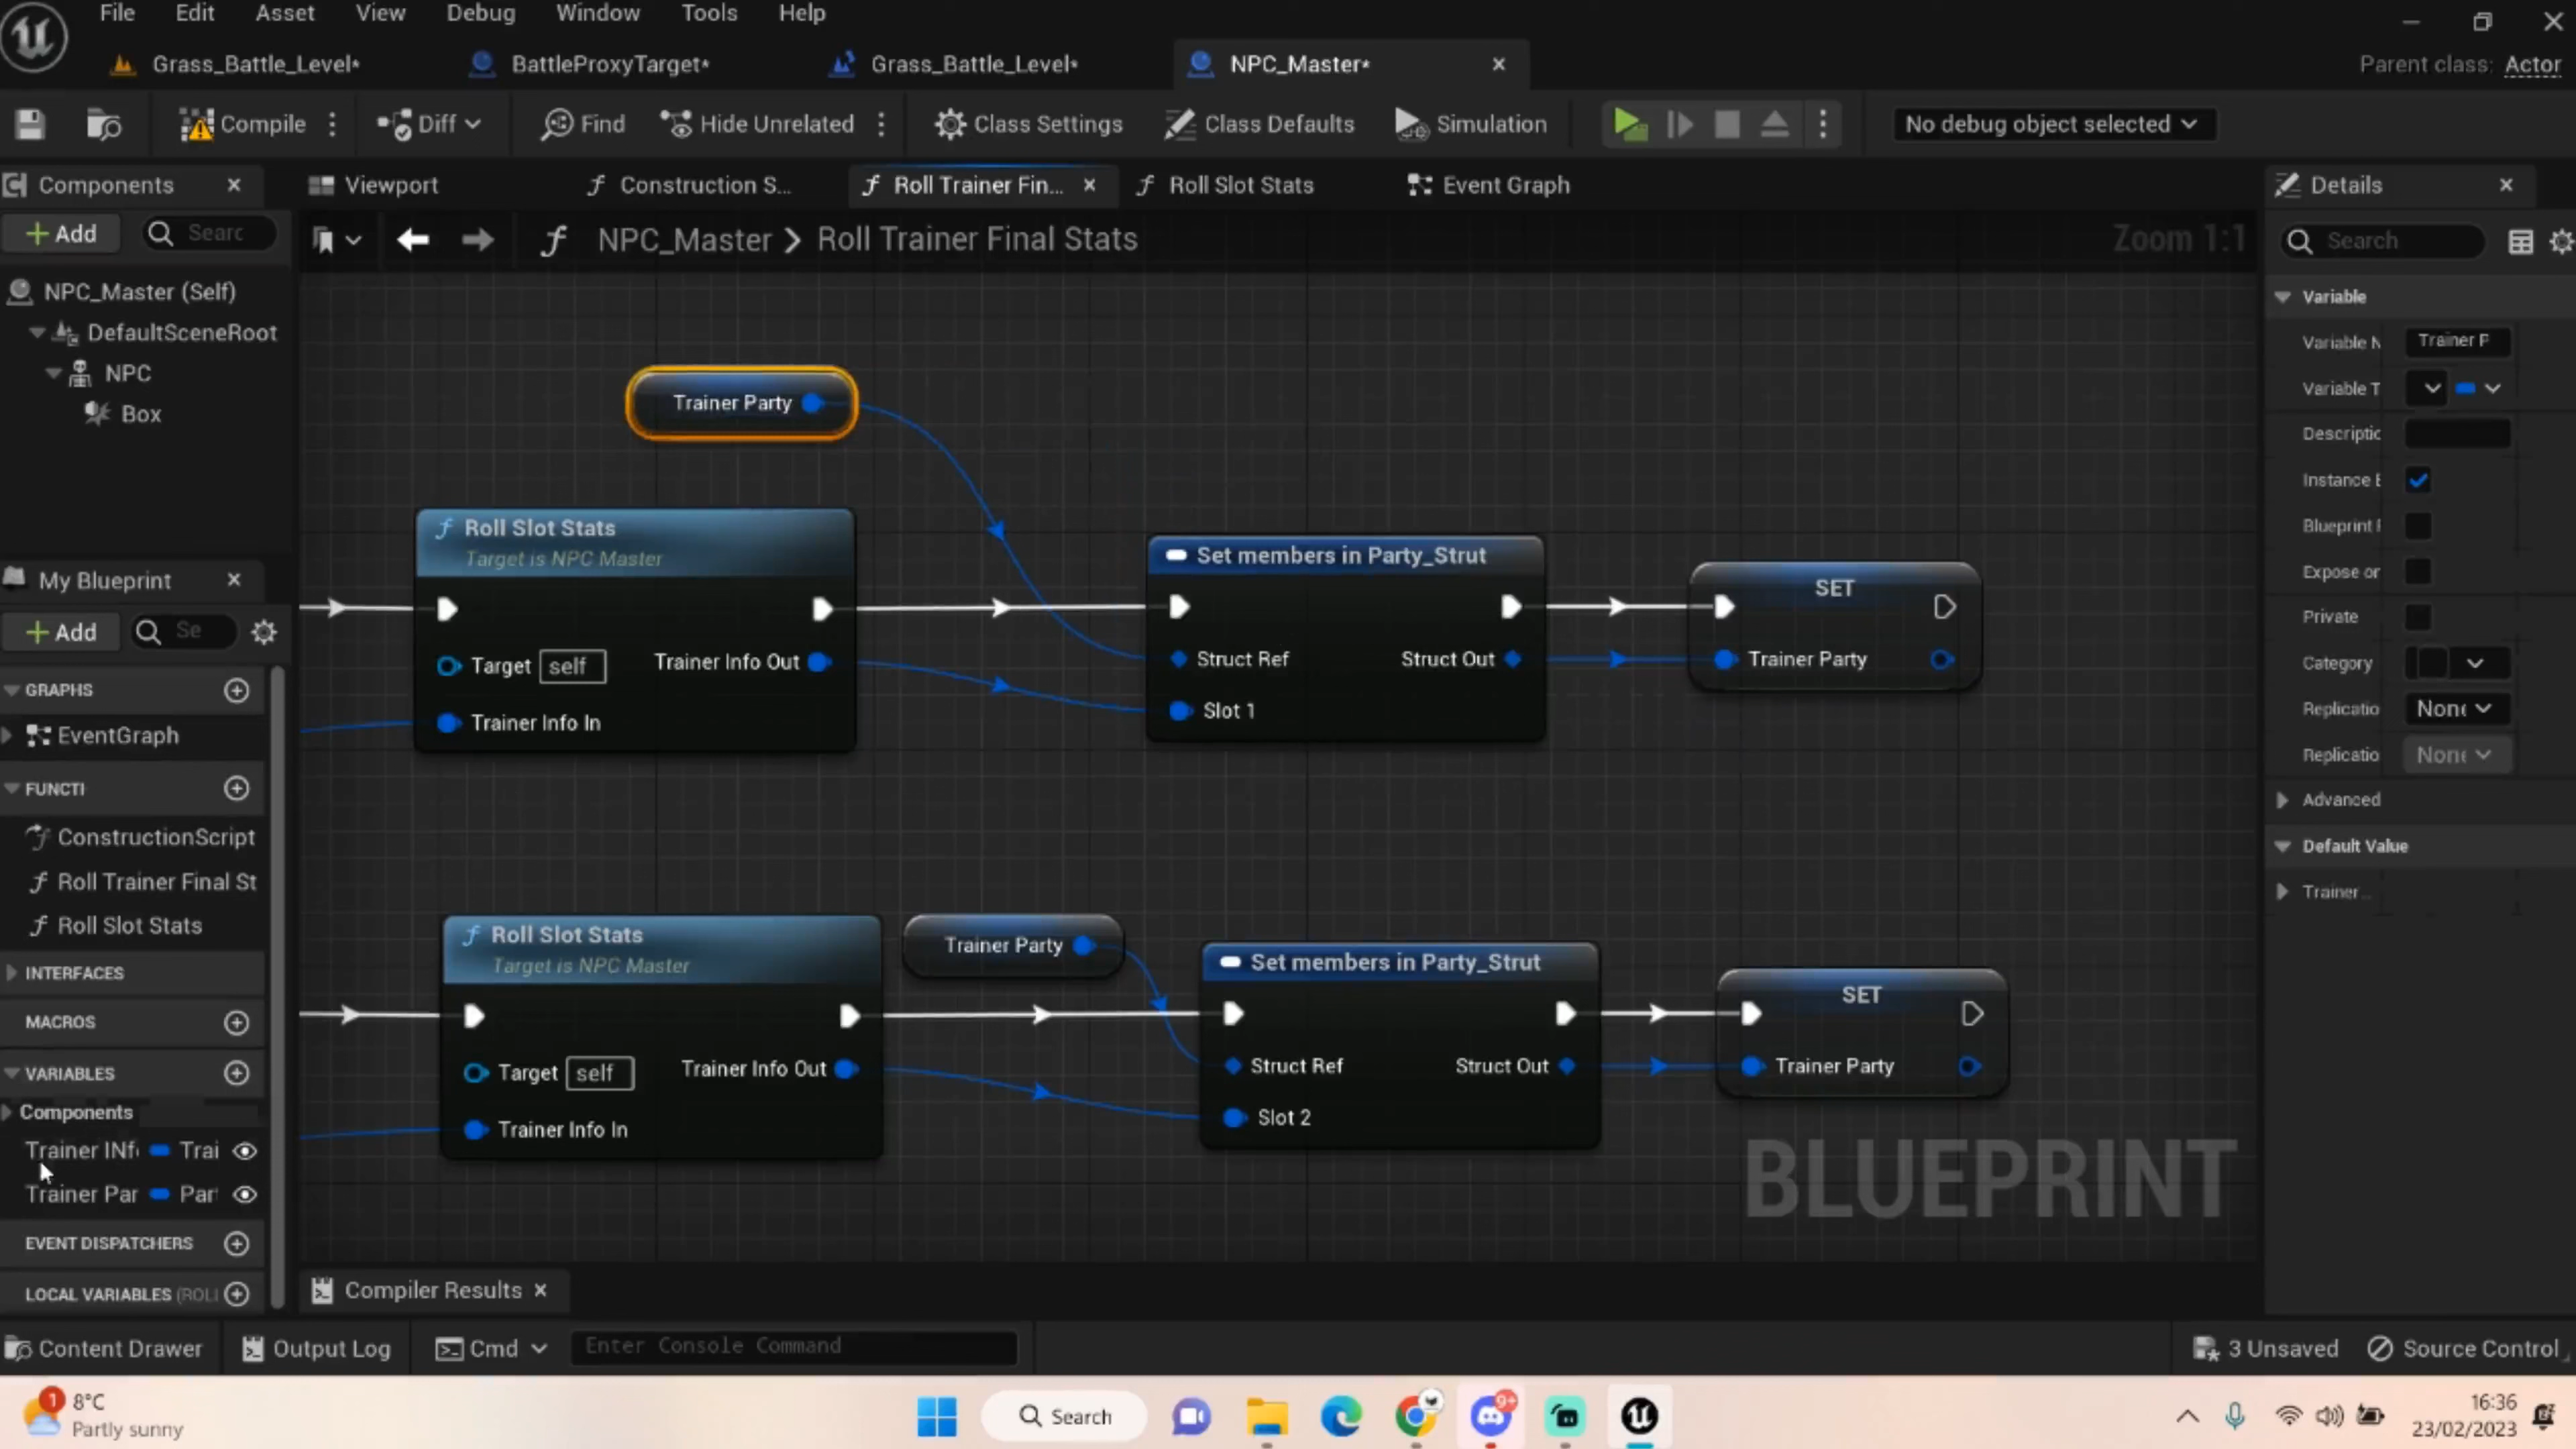 File Edit Asset View Debug Window Tools Help
Grass_Battle_Level* BattleProxyTarget* Grass_Battle_Level* NPC_Master* Parent class: Actor
Compile Diff Find Hide Unrelated Class Settings Class Defaults Simulation No debug object selected
Components Viewport Construction S... Roll Trainer Fin... Roll Slot Stats Event Graph Details
+ Add Searc NPC_Master > Roll Trainer Final Stats Zoom 1:1 Search
NPC_Master (Self)
DefaultSceneRoot
NPC
Box
Variable
Variable N Trainer P
Variable T
Descriptic
Instance E
Blueprint F
Expose or
Private
Category
Replicatio None
Replicatio None
Advanced
Default Value
Trainer...
My Blueprint
+ Add Se
GRAPHS
EventGraph
FUNCTI
ConstructionScript
Roll Trainer Final St
Roll Slot Stats
INTERFACES
MACROS
VARIABLES
Components
Trainer INf Trai
Trainer Par Par
EVENT DISPATCHERS
LOCAL VARIABLES (ROLL
Trainer Party
Roll Slot Stats
Target is NPC Master
Target self Trainer Info Out
Trainer Info In
Set members in Party_Strut
Struct Ref Struct Out
Slot 1
SET
Trainer Party
Roll Slot Stats
Target is NPC Master
Target self Trainer Info Out
Trainer Info In
Trainer Party
Set members in Party_Strut
Struct Ref Struct Out
Slot 2
SET
Trainer Party
BLUEPRINT
Compiler Results
Content Drawer Output Log Cmd Enter Console Command 3 Unsaved Source Control
1 8°C
Partly sunny
Search
9+
16:36
23/02/2023